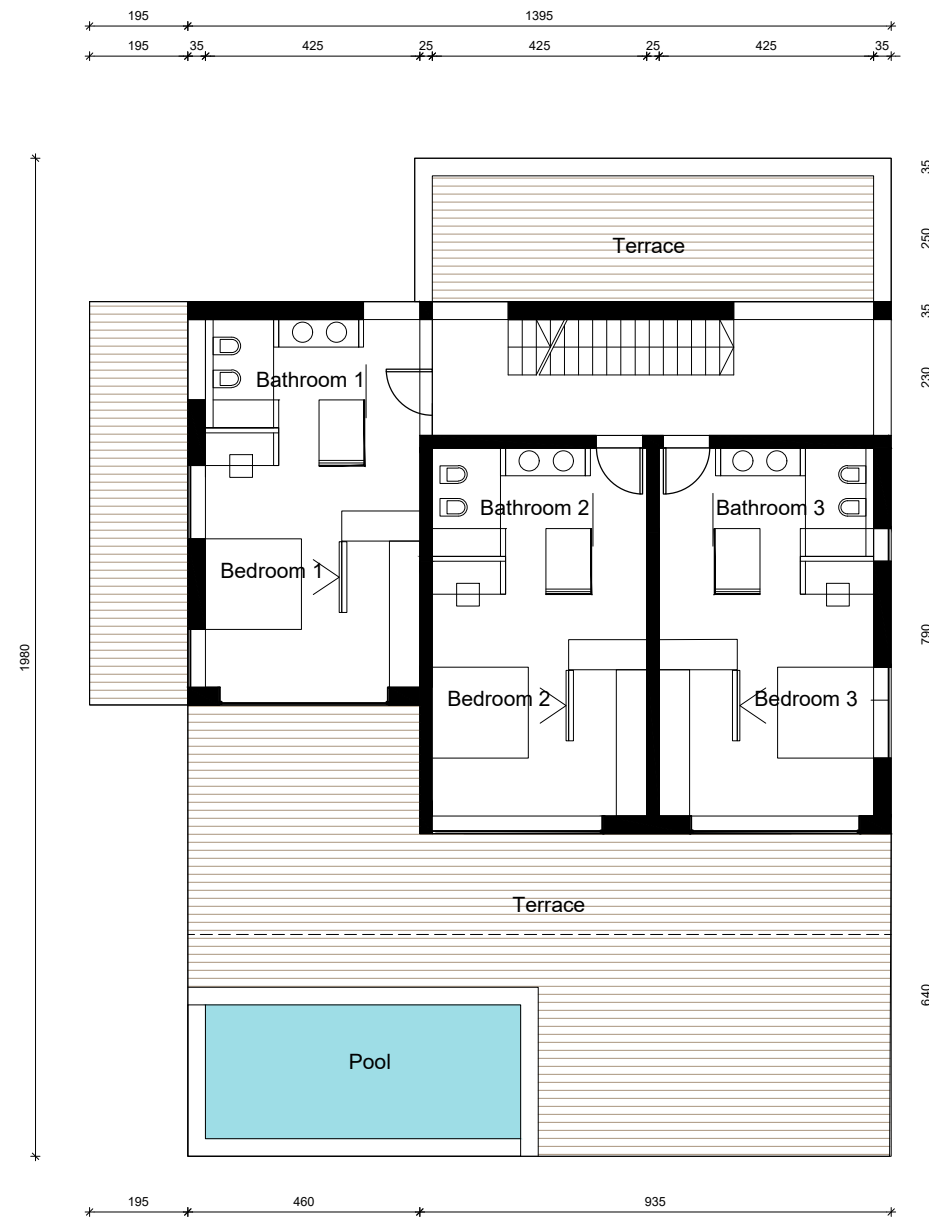 195 1395
195 35 425 25 425 25 425 35
35
Terrace
250
35
230
Bathroom 1
Bathroom 2 Bathroom 3
Bedroom 1
790
1980
Bedroom 2 Bedroom 3
Terrace
640
Pool
195 460 935